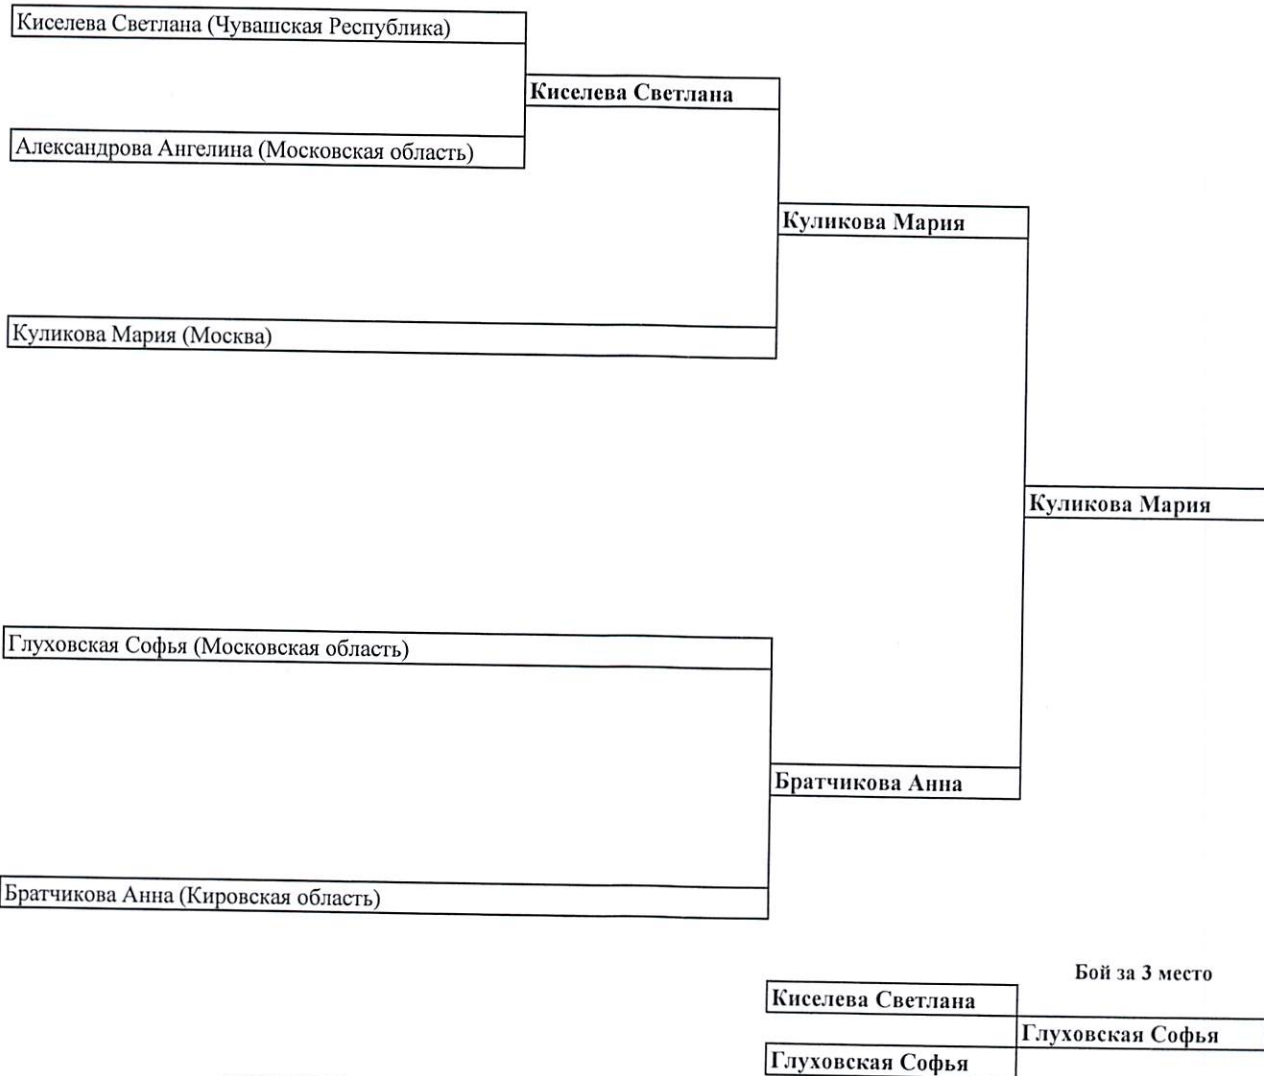 Киселева Светлана (Чувашская Республика)
Киселева Светлана
Александрова Ангелина (Московская область)
Куликова Мария
Куликова Мария (Москва)
Куликова Мария
Глуховская Софья (Московская область)
Братчикова Анна
Братчикова Анна (Кировская область)
Бой за 3 место
Киселева Светлана
Глуховская Софья
Глуховская Софья